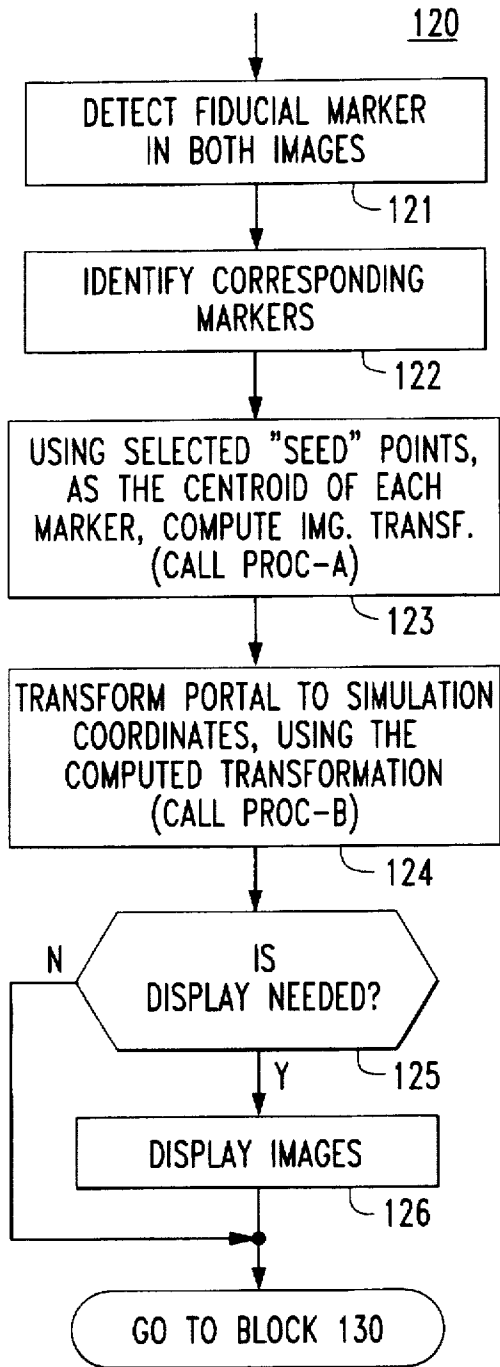 120
DETECT FIDUCIAL MARKER
IN BOTH IMAGES
121
IDENTIFY CORRESPONDING
MARKERS
122
USING SELECTED "SEED" POINTS,
AS THE CENTROID OF EACH
MARKER, COMPUTE IMG. TRANSF.
(CALL PROC-A)
123
TRANSFORM PORTAL TO SIMULATION
COORDINATES, USING THE
COMPUTED TRANSFORMATION
(CALL PROC-B)
124
N
IS
DISPLAY NEEDED?
125
Y
DISPLAY IMAGES
126
GO TO BLOCK 130